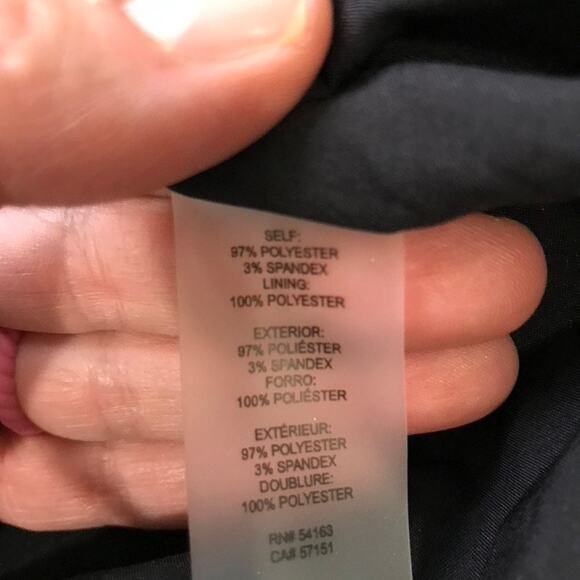 SELF:
97% POLYESTER
3% SPANDEX
LINING:
100% POLYESTER
EXTERIOR:
97% POLIÉSTER
3% SPANDEX
FORRO:
100% POLIÉSTER
EXTÉRIEUR:
97% POLYESTER
3% SPANDEX
DOUBLURE:
100% POLYESTER
RN# 54163
CA# 57151